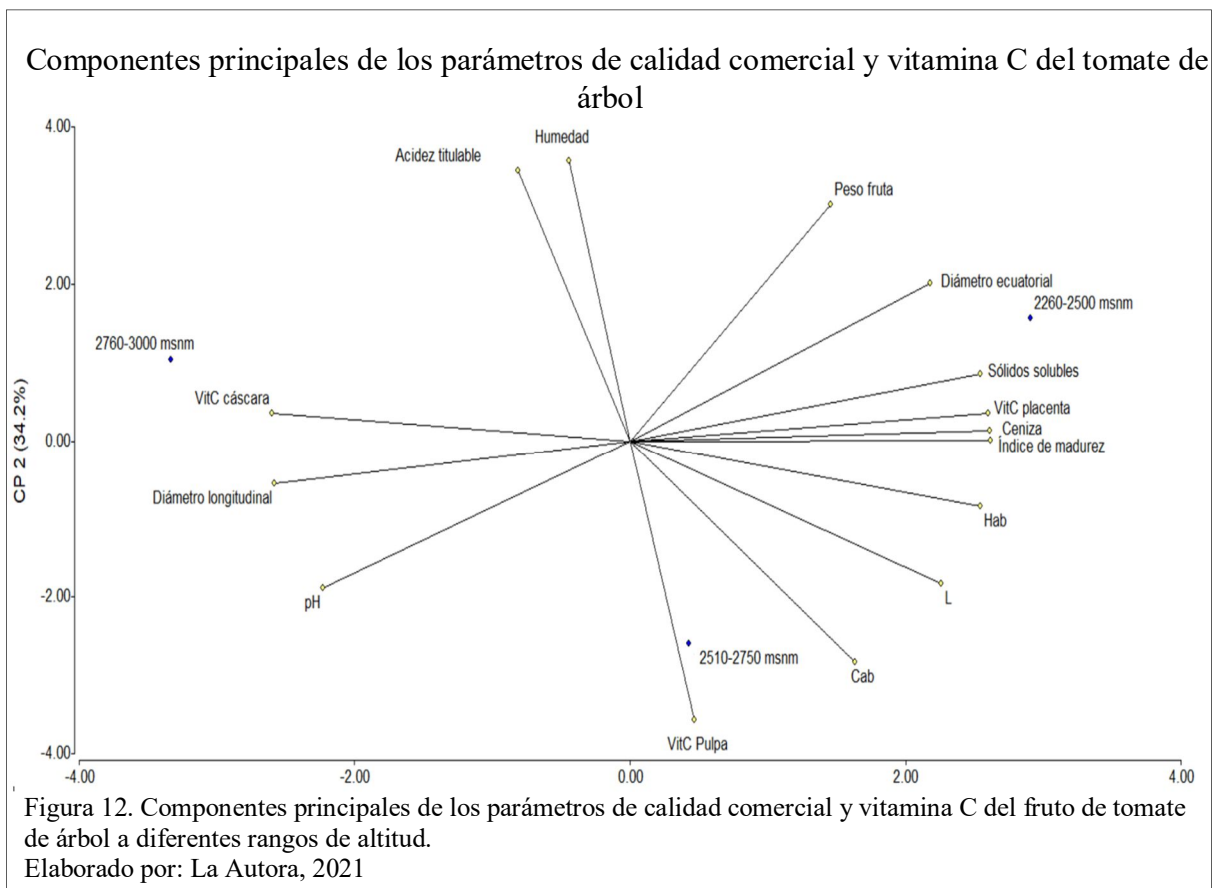 Componentes principales de los parámetros de calidad comercial y vitamina C del tomate de
árbol
4.00
Humedad
Acidez titulable
Peso fruta
2.00
Diámetro ecuatorial
2260-2500 msnm
2760-3000 msnm
Sólidos solubles
VitC cáscara
VitC placenta
Ceniza
Índice de madurez
0.00
CP 2 (34.2%)
Diámetro longitudinal
Hab
-2.00
pH
L
2510-2750 msnm
Cab
VitC Pulpa
-4.00
-4.00 -2.00 0.00 2.00 4.00
Figura 12. Componentes principales de los parámetros de calidad comercial y vitamina C del fruto de tomate
de árbol a diferentes rangos de altitud.
Elaborado por: La Autora, 2021